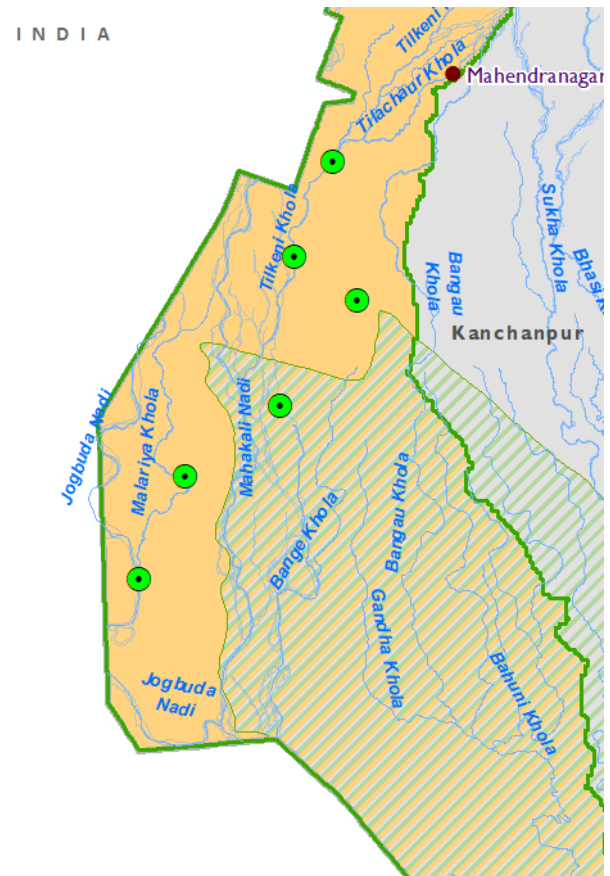 INDIA
Tilkeni
Tilachaur Khola
Mahendranagar
Tilkeni Khola
Sukha Khola
Bangau
Khola
Bhasi
Kanchanpur
Jogbuda Nadi
Malariya Khola
Mahakali Nadi
Bange Khola
Bangau Khola
Gandha Khola
Bahuni Khola
Jogbuda
Nadi